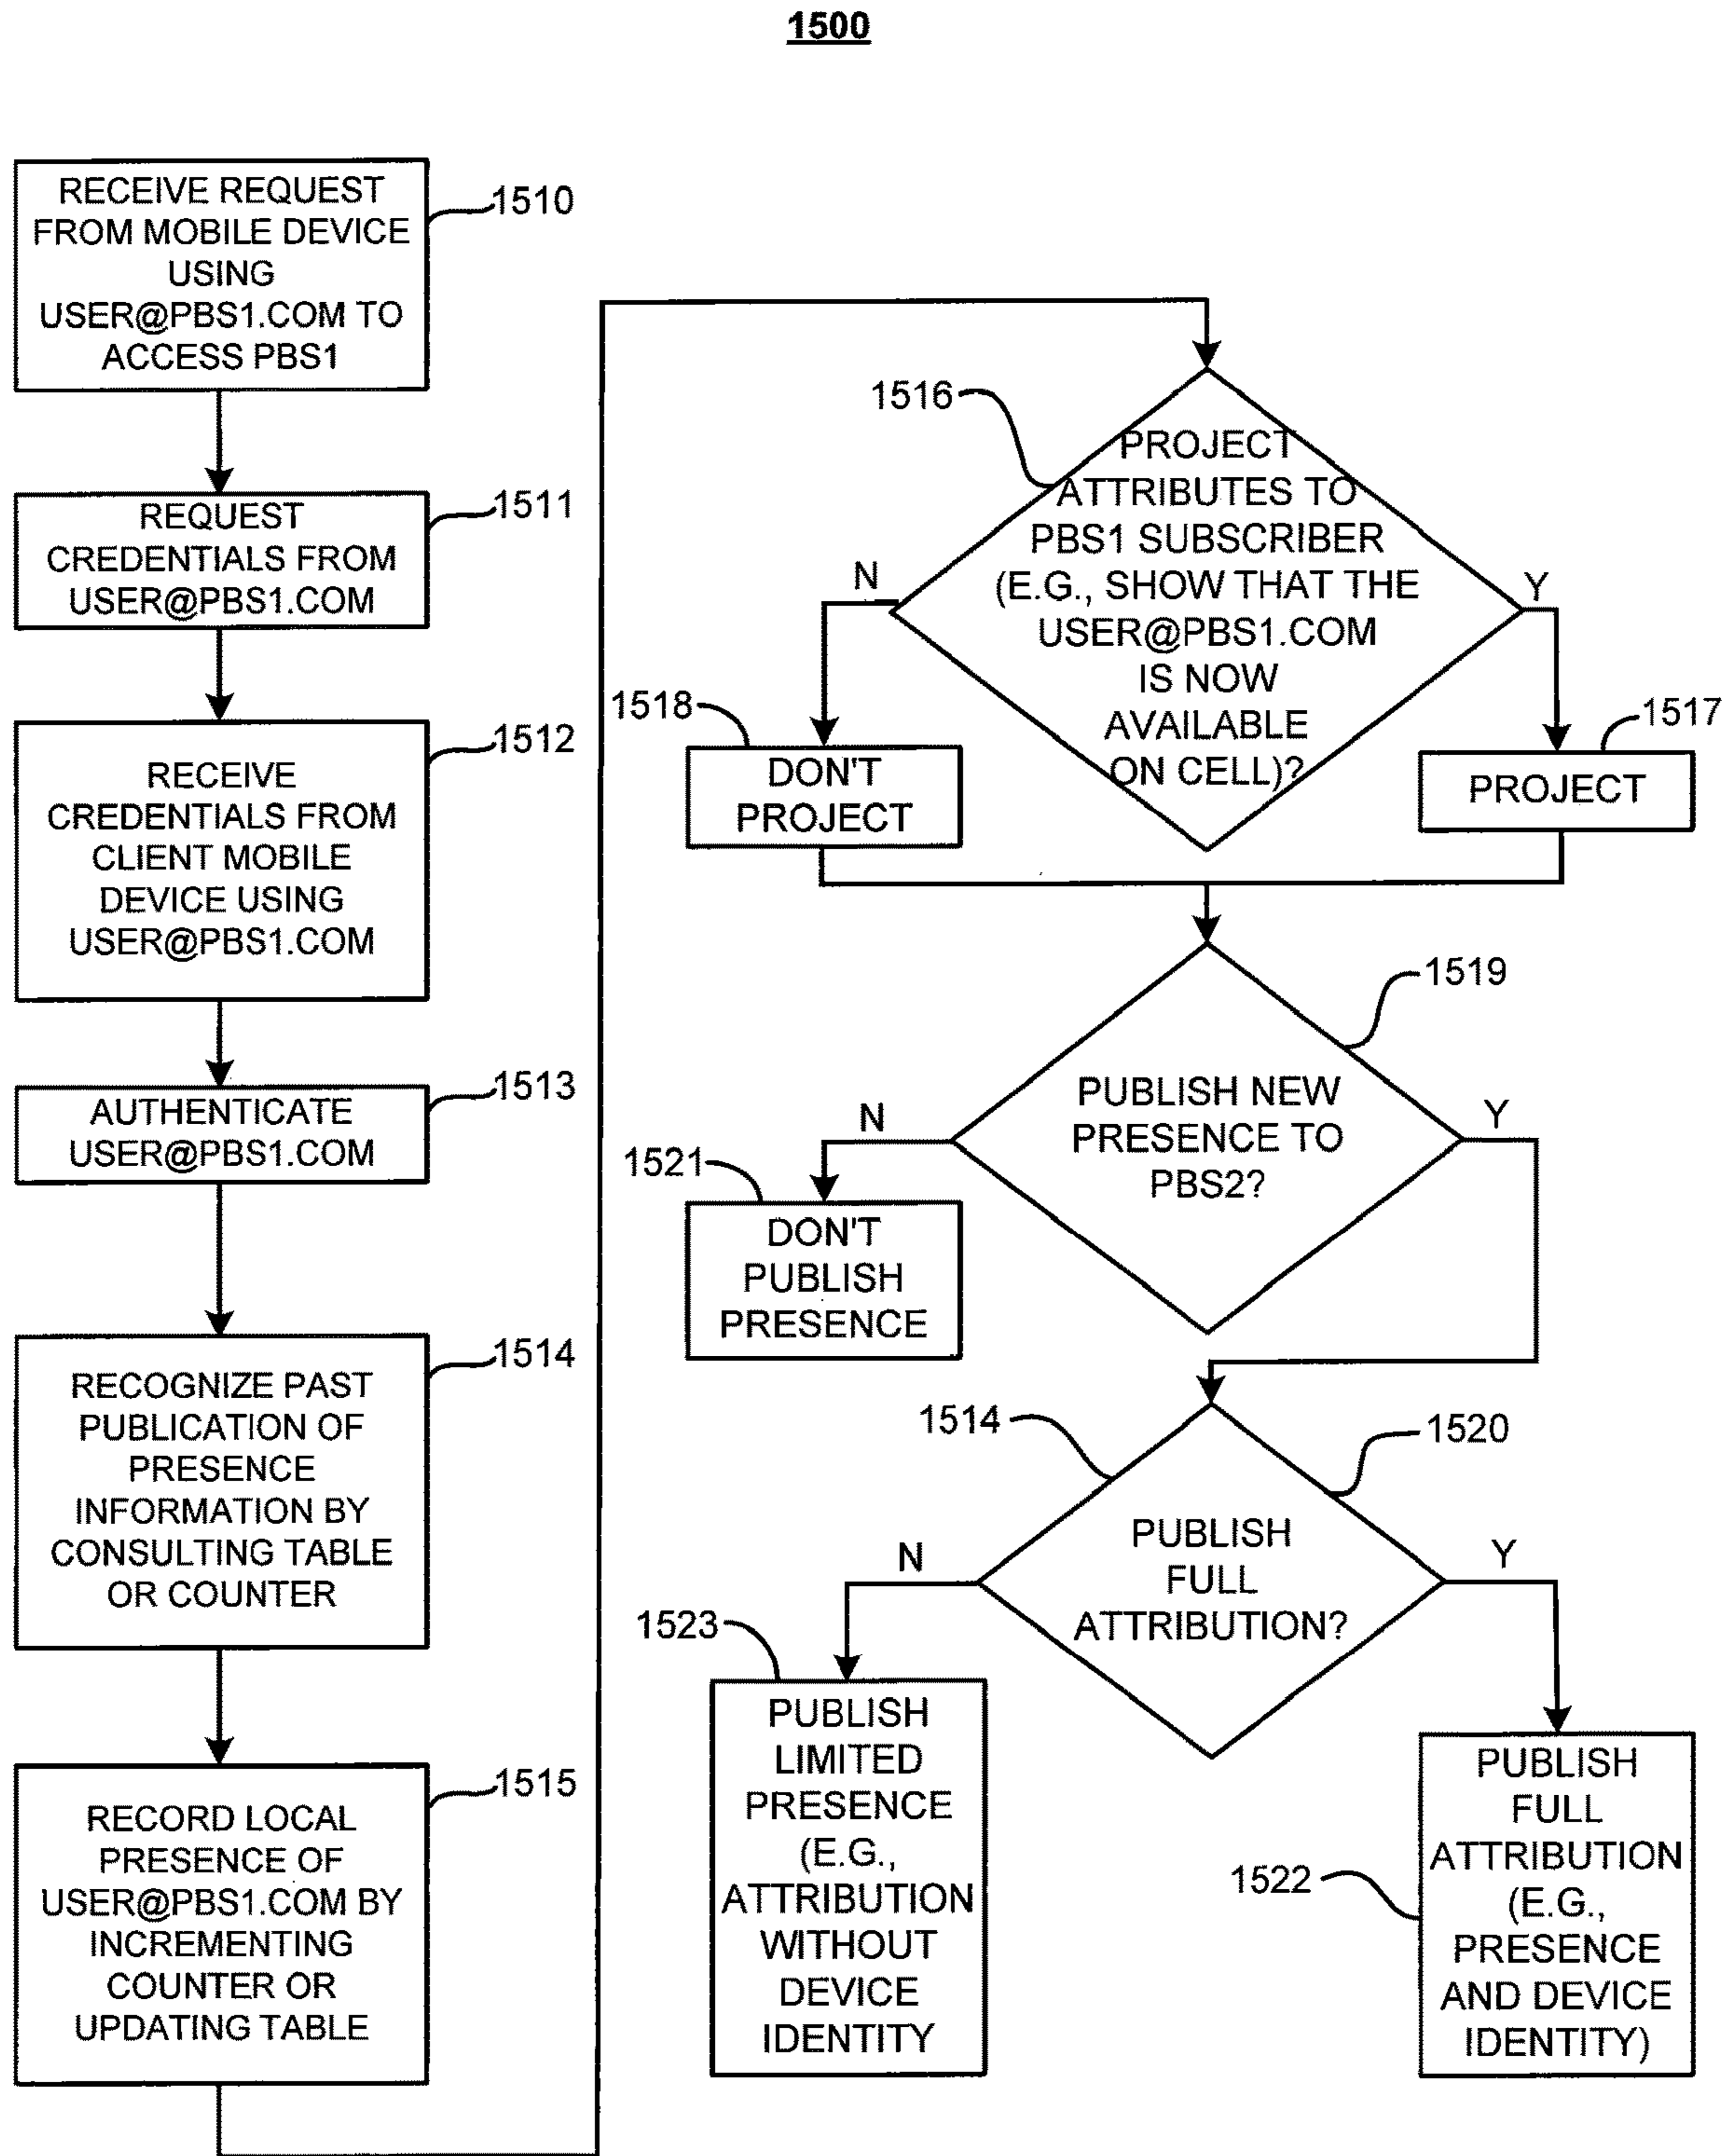 1500
RECEIVE REQUEST
FROM MOBILE DEVICE
USING
USER@PBS1.COM TO
ACCESS PBS1
1510
REQUEST
CREDENTIALS FROM
USER@PBS1.COM
1511
RECEIVE
CREDENTIALS FROM
CLIENT MOBILE
DEVICE USING
USER@PBS1.COM
1512
AUTHENTICATE
USER@PBS1.COM
1513
RECOGNIZE PAST
PUBLICATION OF
PRESENCE
INFORMATION BY
CONSULTING TABLE
OR COUNTER
1514
RECORD LOCAL
PRESENCE OF
USER@PBS1.COM BY
INCREMENTING
COUNTER OR
UPDATING TABLE
1515
1516
PROJECT
ATTRIBUTES TO
PBS1 SUBSCRIBER
(E.G., SHOW THAT THE
USER@PBS1.COM
IS NOW
AVAILABLE
ON CELL)?
N
Y
1518
DON'T
PROJECT
1517
PROJECT
1519
PUBLISH NEW
PRESENCE TO
PBS2?
N
Y
1521
DON'T
PUBLISH
PRESENCE
1514
1520
PUBLISH
FULL
ATTRIBUTION?
N
Y
1523
PUBLISH
LIMITED
PRESENCE
(E.G.,
ATTRIBUTION
WITHOUT
DEVICE
IDENTITY
1522
PUBLISH
FULL
ATTRIBUTION
(E.G.,
PRESENCE
AND DEVICE
IDENTITY)